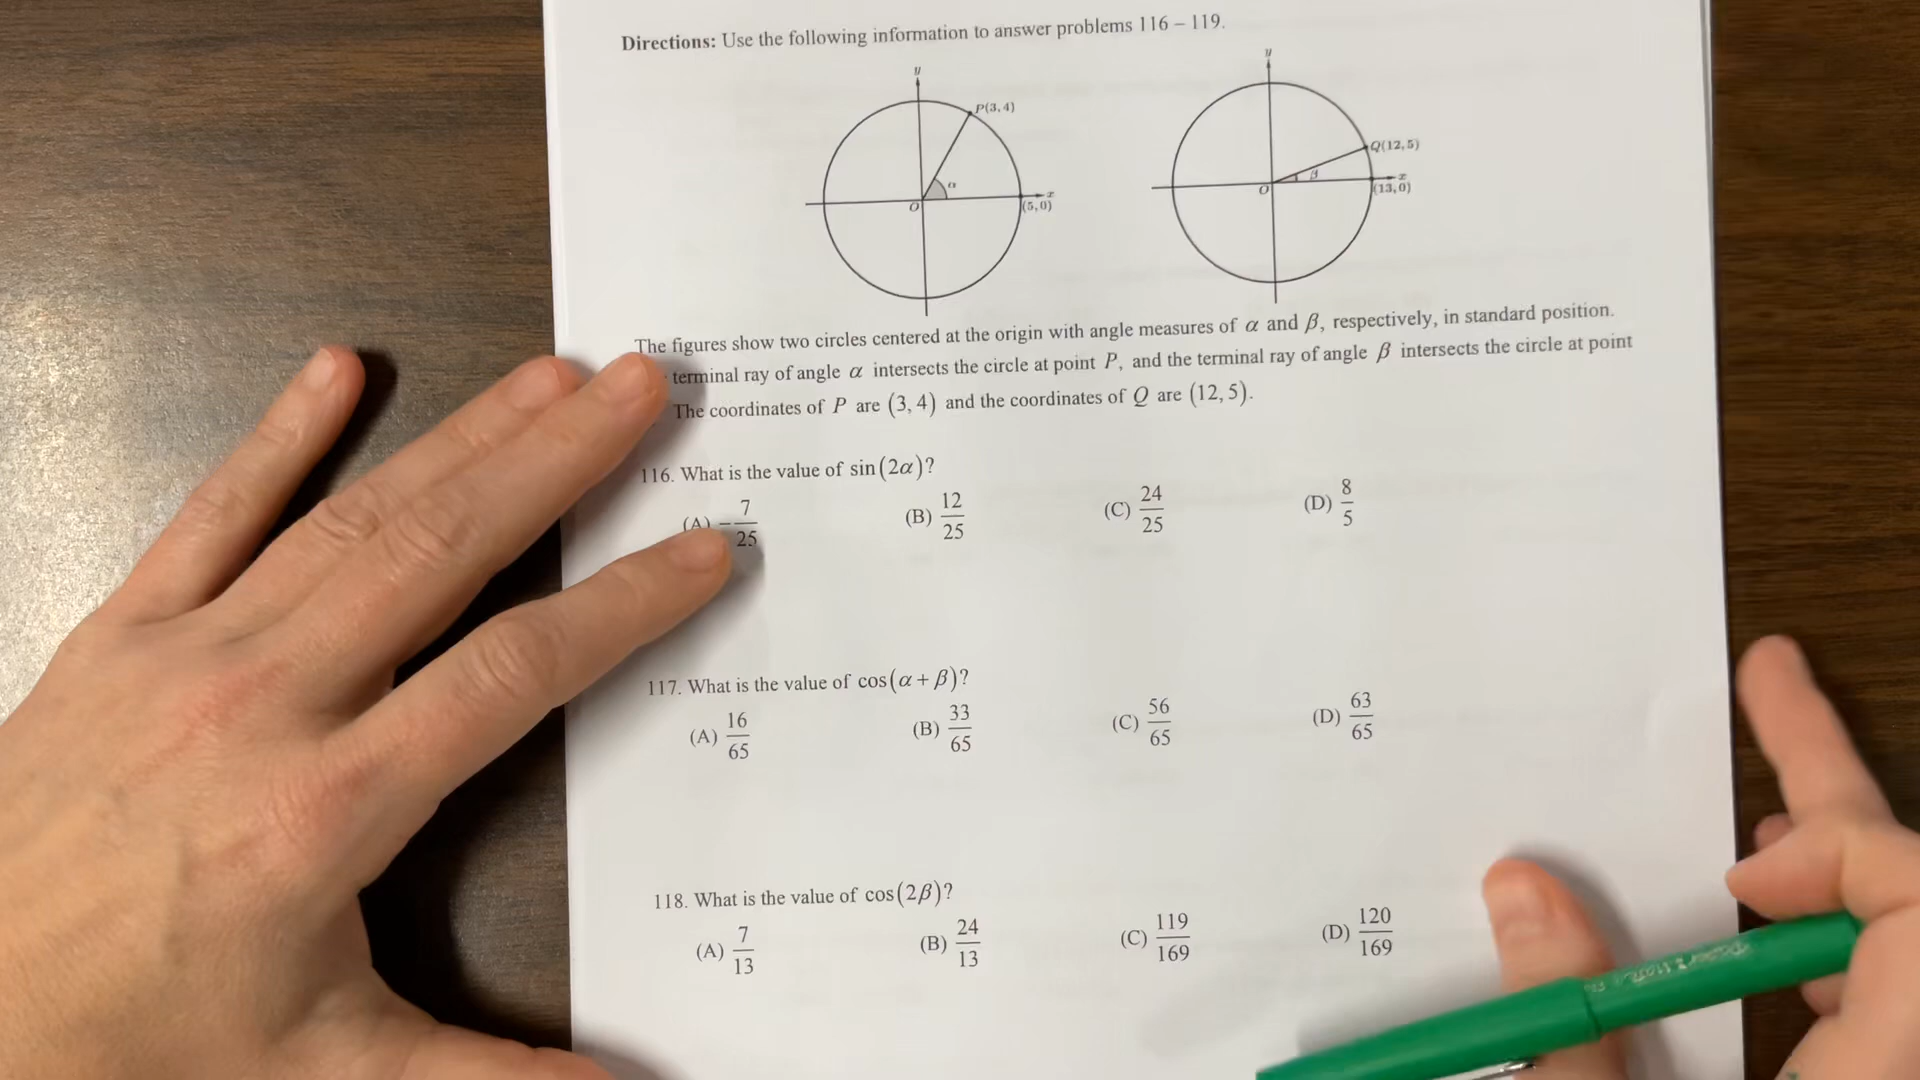 Directions: Use the following information to answer problems 116 – 119.
y
P(3, 4)
α
O
x
(5, 0)
y
Q(12, 5)
β
O
x
(13, 0)
The figures show two circles centered at the origin with angle measures of α and β, respectively, in standard position.
terminal ray of angle α intersects the circle at point P, and the terminal ray of angle β intersects the circle at point
The coordinates of P are (3, 4) and the coordinates of Q are (12, 5).
116. What is the value of sin(2α)?
(A) −7/25 (B) 12/25 (C) 24/25 (D) 8/5
117. What is the value of cos(α + β)?
(A) 16/65 (B) 33/65 (C) 56/65 (D) 63/65
118. What is the value of cos(2β)?
(A) 7/13 (B) 24/13 (C) 119/169 (D) 120/169